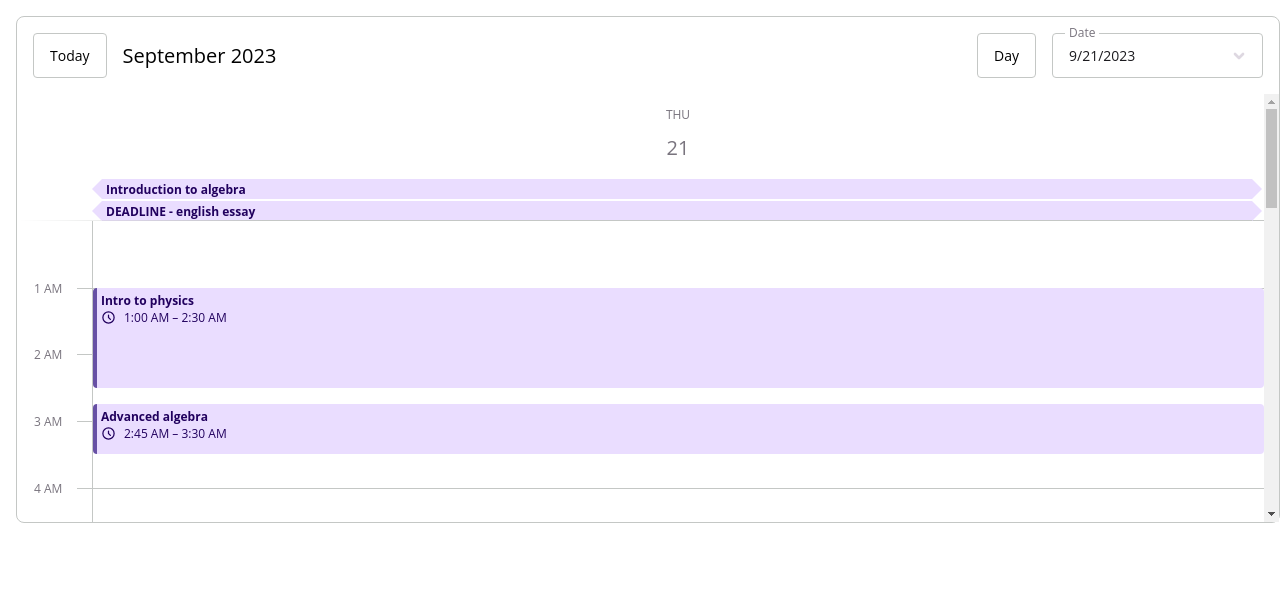 Today
September 2023
Day
Date
9/21/2023
THU
21
Introduction to algebra
DEADLINE - english essay
1 AM
Intro to physics
1:00 AM – 2:30 AM
2 AM
Advanced algebra
3 AM
2:45 AM – 3:30 AM
4 AM